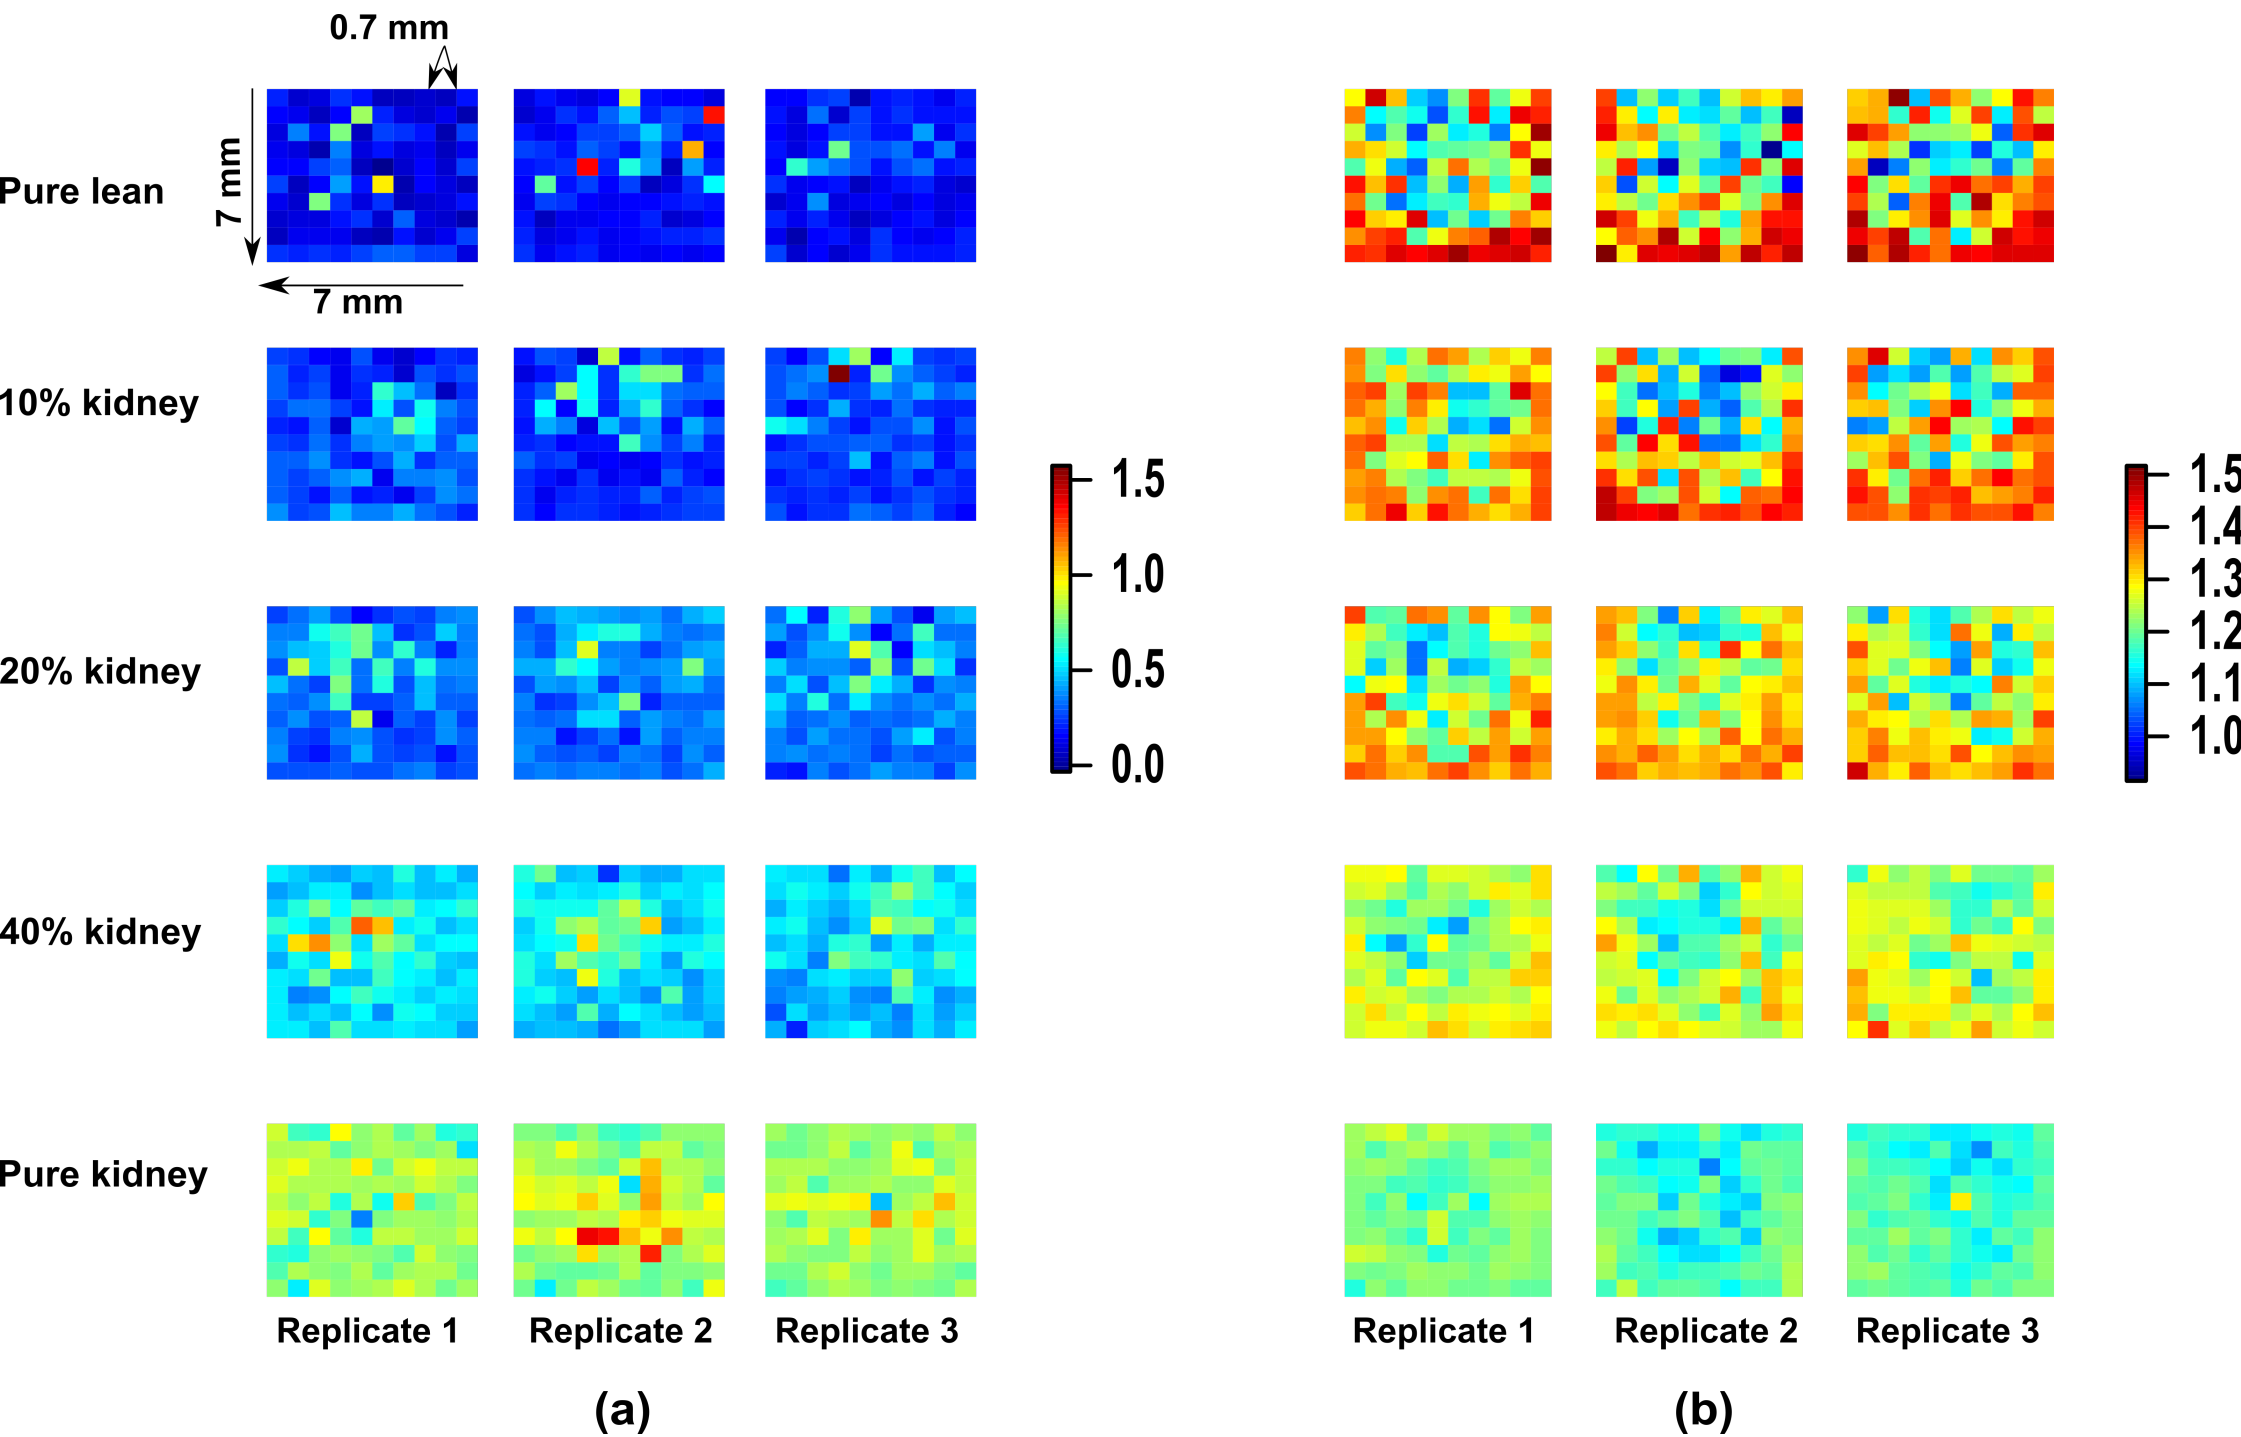 0.7 mm
7 mm
7 mm
Pure lean
10% kidney
20% kidney
40% kidney
Pure kidney
1.5
1.0
0.5
0.0
1.5
1.4
1.3
1.2
1.1
1.0
Replicate 1 Replicate 2 Replicate 3 Replicate 1 Replicate 2 Replicate 3
(a) (b)